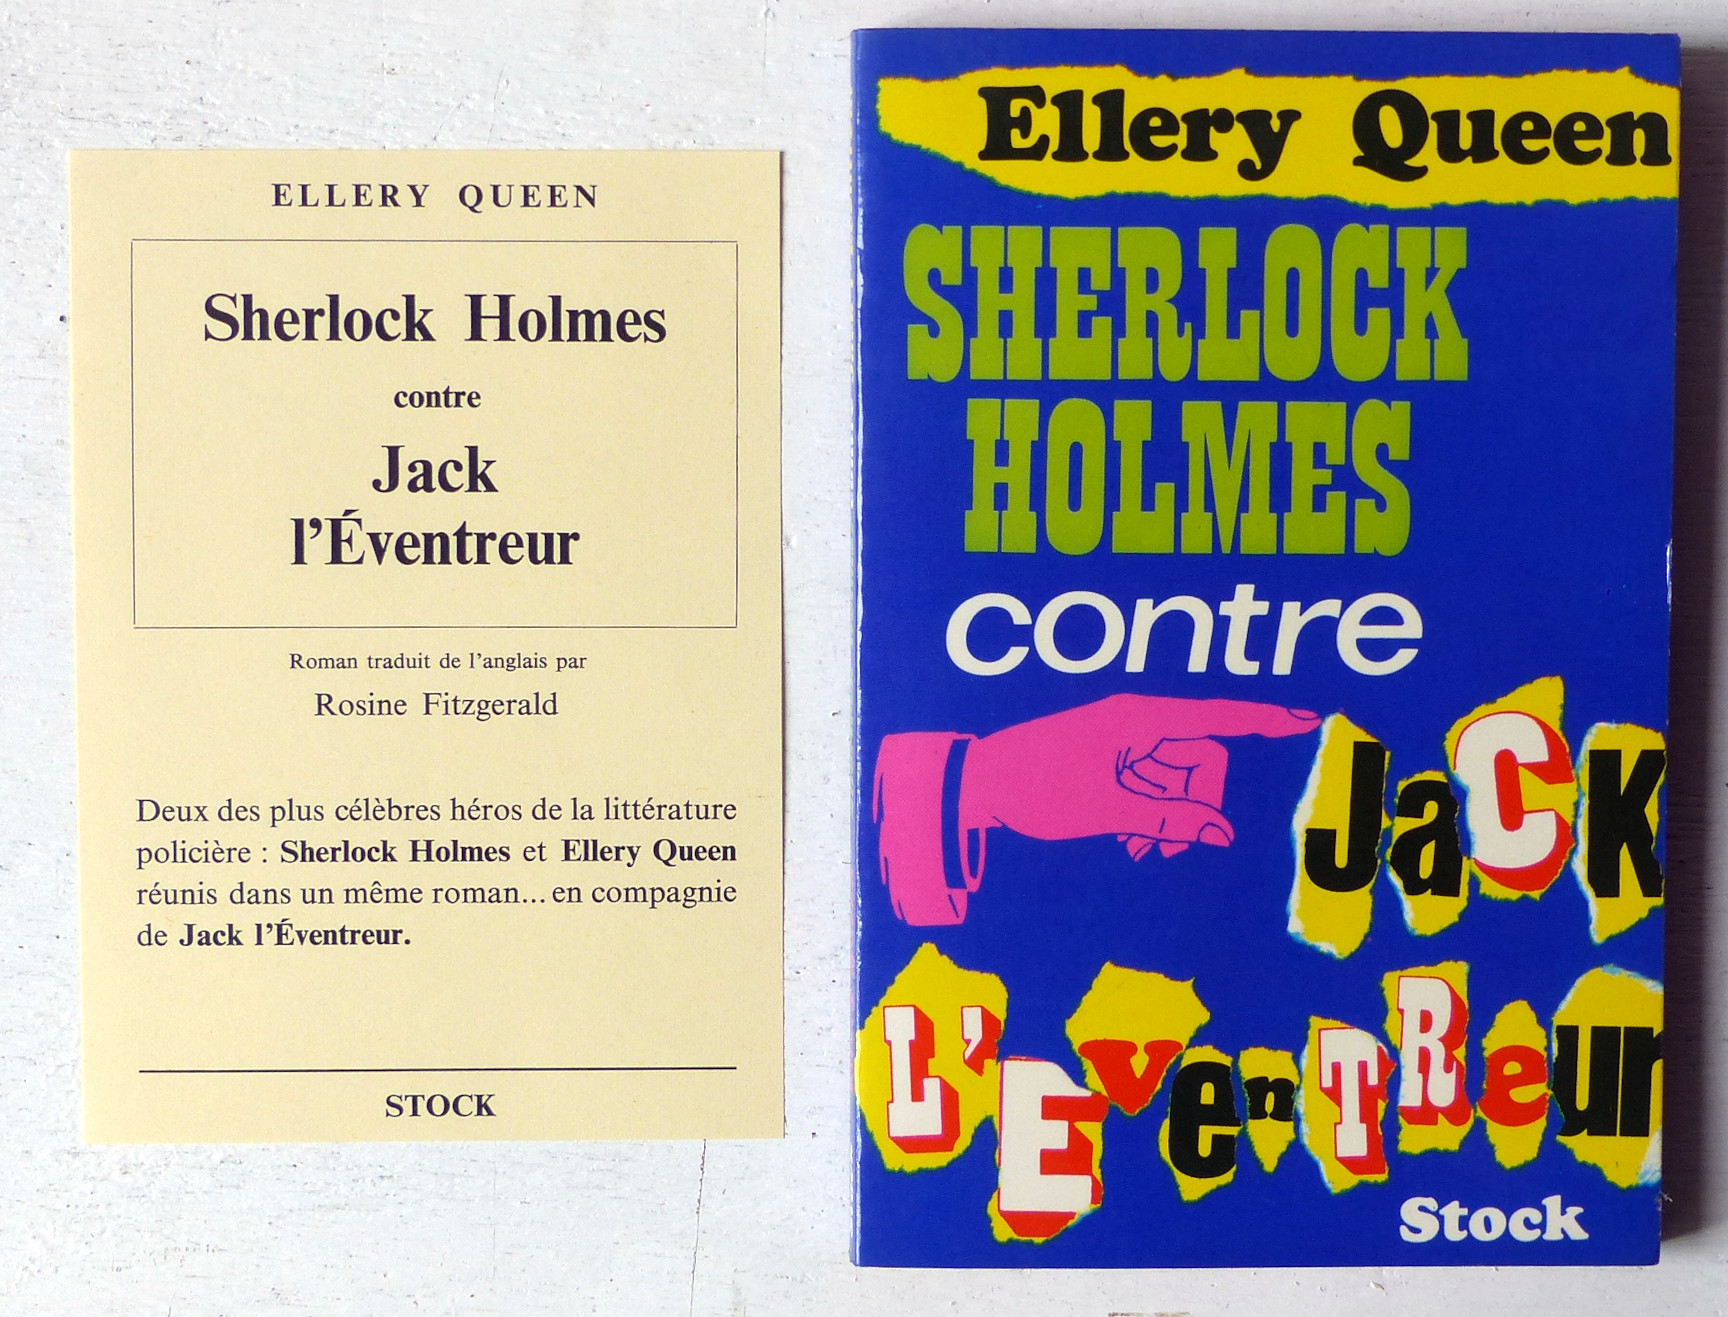 ELLERY QUEEN
Sherlock Holmes
contre
Jack
l’Éventreur
Roman traduit de l’anglais par
Rosine Fitzgerald
Deux des plus célèbres héros de la littérature
policière : Sherlock Holmes et Ellery Queen
réunis dans un même roman... en compagnie
de Jack l’Éventreur.
STOCK
Ellery Queen
SHERLOCK
HOLMES
contre
JaCK
L’EvenTReur
Stock